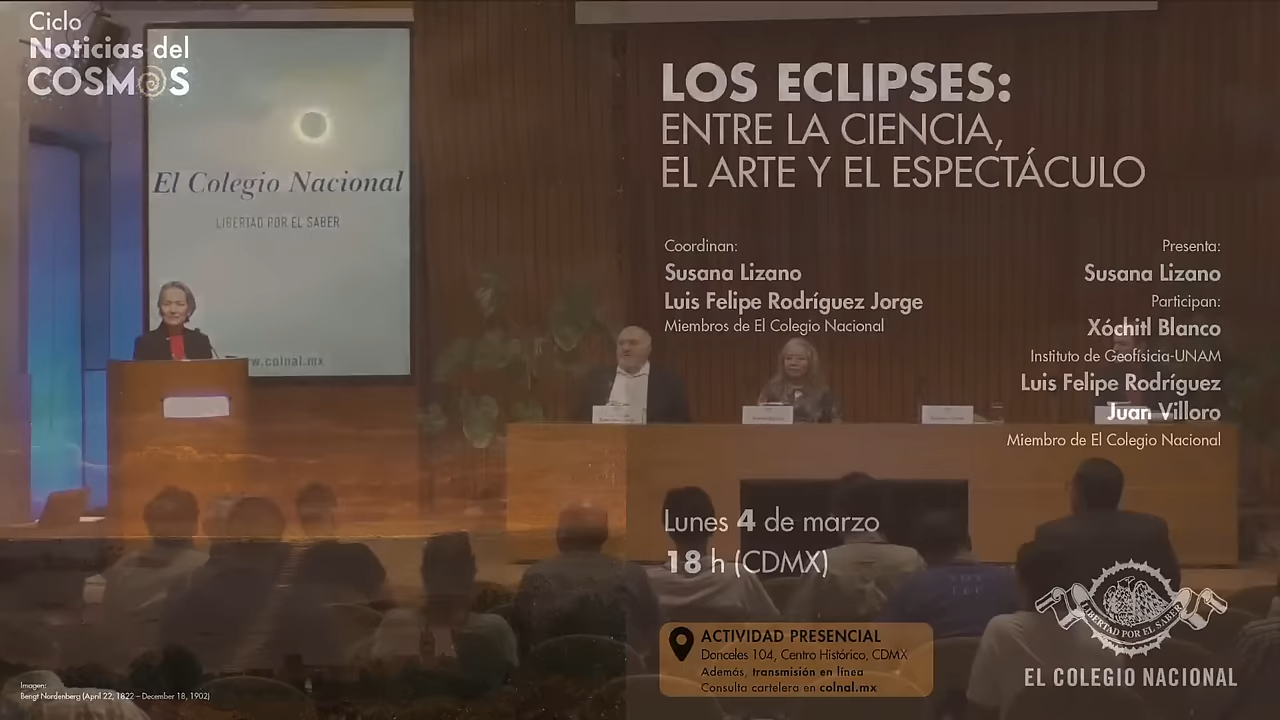 Ciclo
Noticias del
COSMOS
El Colegio Nacional
LIBERTAD POR EL SABER
www.colnal.mx
LOS ECLIPSES:
ENTRE LA CIENCIA,
EL ARTE Y EL ESPECTÁCULO
Coordinan:
Susana Lizano
Luis Felipe Rodríguez Jorge
Miembros de El Colegio Nacional
Presenta:
Susana Lizano
Participan:
Xóchitl Blanco
Instituto de Geofísicia-UNAM
Luis Felipe Rodríguez
Juan Villoro
Miembro de El Colegio Nacional
Lunes 4 de marzo
18 h (CDMX)
ACTIVIDAD PRESENCIAL
Donceles 104, Centro Histórico, CDMX
Además, transmisión en línea
Consulta cartelera en colnal.mx
LIBERTAD POR EL SABER
EL COLEGIO NACIONAL
Imagen:
Bengt Nordenberg (April 22, 1822 – December 18, 1902)